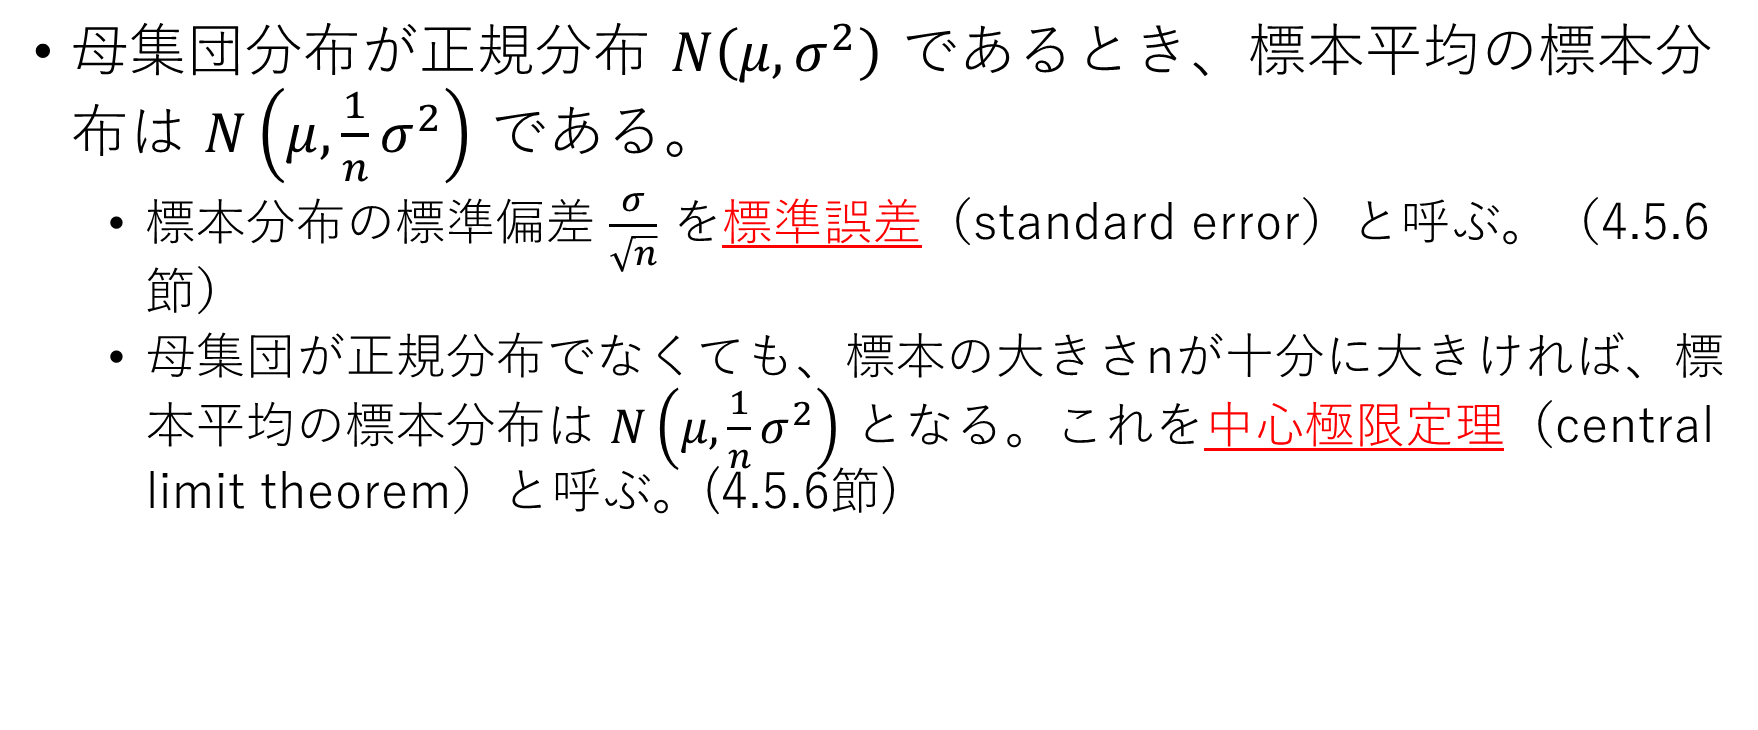 • 母集団分布が正規分布 N(μ, σ²) であるとき、標本平均の標本分
布は N(μ, 1/n σ²) である。
• 標本分布の標準偏差 σ/√n を標準誤差（standard error）と呼ぶ。（4.5.6
節）
• 母集団が正規分布でなくても、標本の大きさnが十分に大きければ、標
本平均の標本分布は N(μ, 1/n σ²) となる。これを中心極限定理（central
limit theorem）と呼ぶ。(4.5.6節)